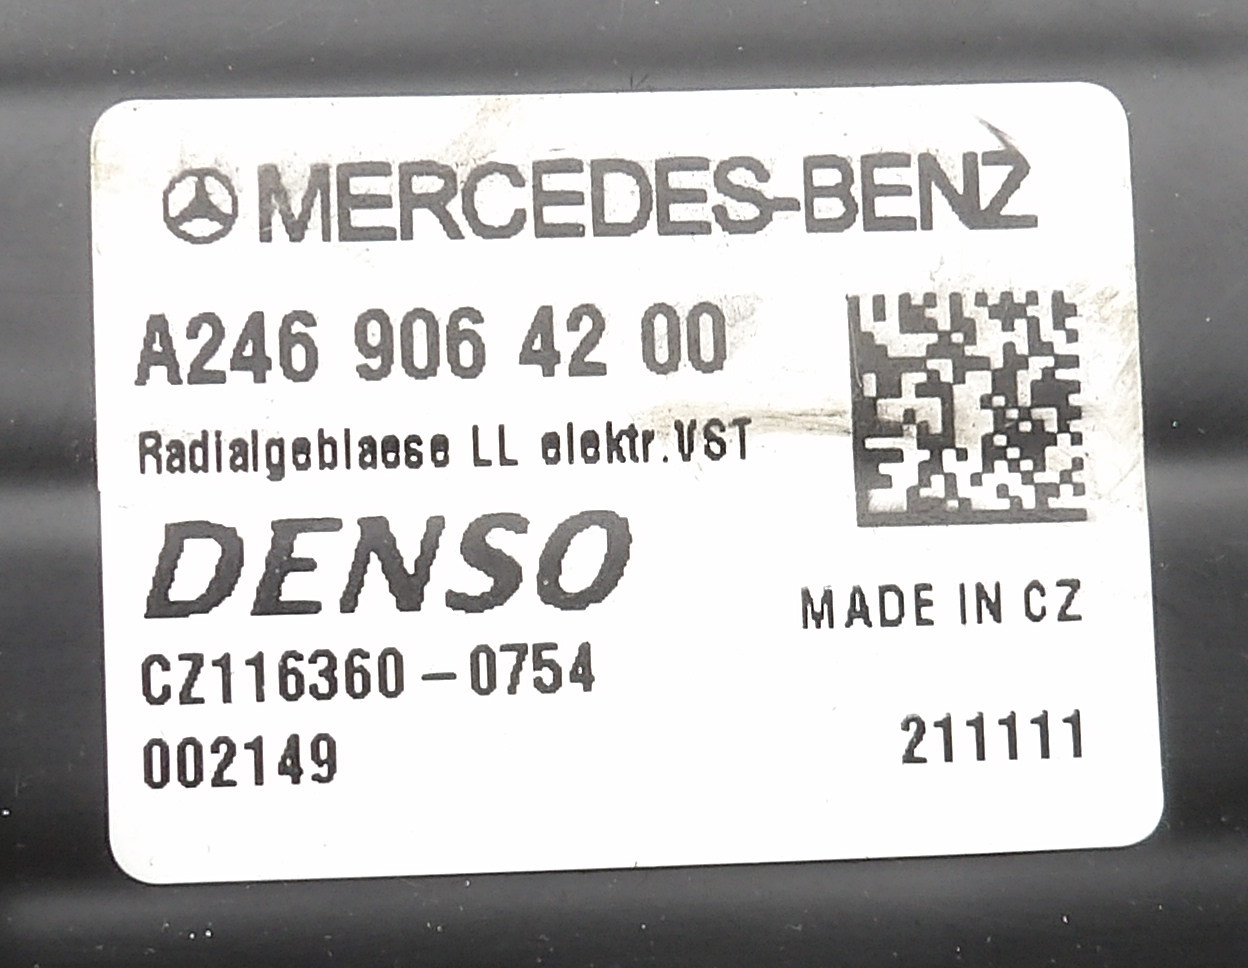 MERCEDES-BENZ
A246 906 42 00
Radialgeblaese LL elektr.VST
DENSO
MADE IN CZ
CZ116360-0754
002149
211111